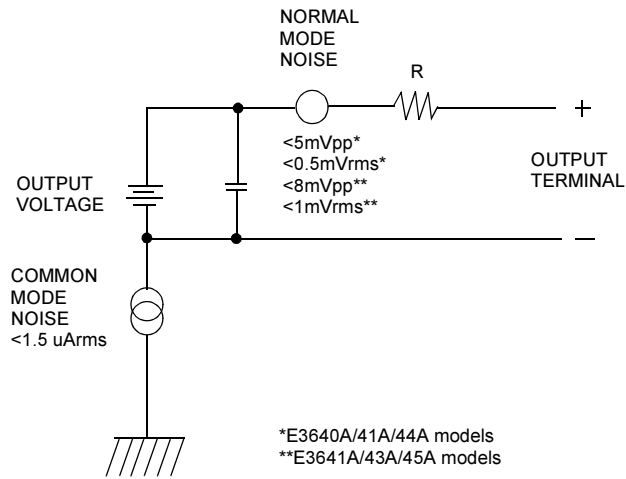 NORMAL
MODE
NOISE
R
+
<5mVpp*
<0.5mVrms*
<8mVpp**
<1mVrms**
OUTPUT
TERMINAL
OUTPUT
VOLTAGE
–
COMMON
MODE
NOISE
<1.5 uArms
*E3640A/41A/44A models
**E3641A/43A/45A models